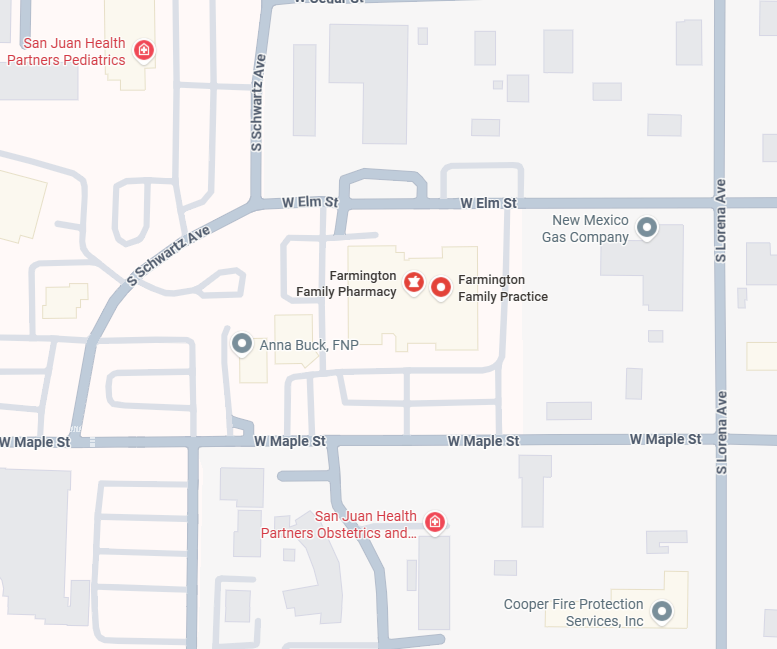 W Cedar St
San Juan Health
Partners Pediatrics
S Schwartz Ave
S Lorena Ave
W Elm St
W Elm St
New Mexico
Gas Company
S Schwartz Ave
Farmington
Family Pharmacy
Farmington
Family Practice
Anna Buck, FNP
S Lorena Ave
W Maple St
W Maple St
W Maple St
W Maple St
San Juan Health
Partners Obstetrics and...
Cooper Fire Protection
Services, Inc